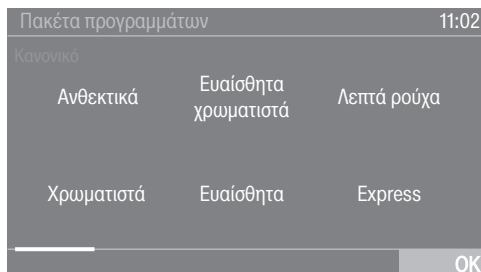 Πακέτα προγραμμάτων 11:02
Κανονικό
Ανθεκτικά
Ευαίσθητα
χρωματιστά
Λεπτά ρούχα
Χρωματιστά
Ευαίσθητα
Express
OK